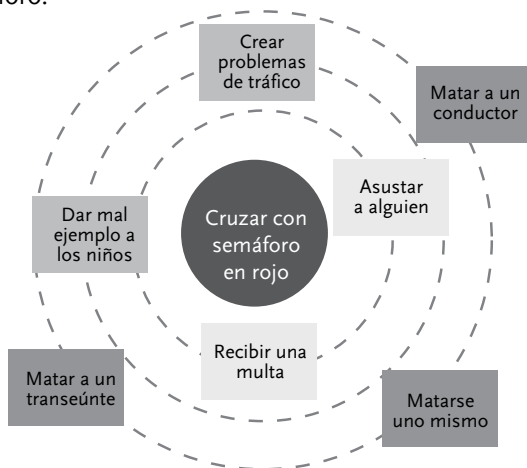 Crear
problemas
de tráfico
Matar a un
conductor
Asustar
a alguien
Cruzar con
semáforo
en rojo
Dar mal
ejemplo a
los niños
Recibir una
multa
Matar a un
transeúnte
Matarse
uno mismo